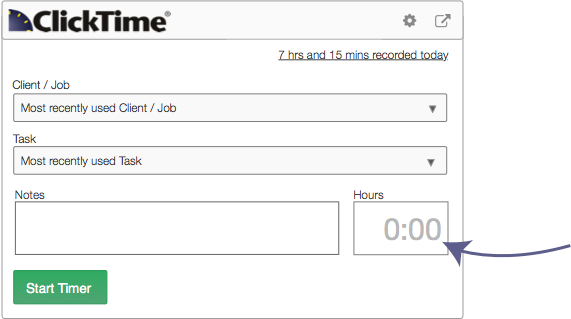 ClickTime®
7 hrs and 15 mins recorded today
Client / Job
Most recently used Client / Job
Task
Most recently used Task
Notes
Hours
0:00
Start Timer